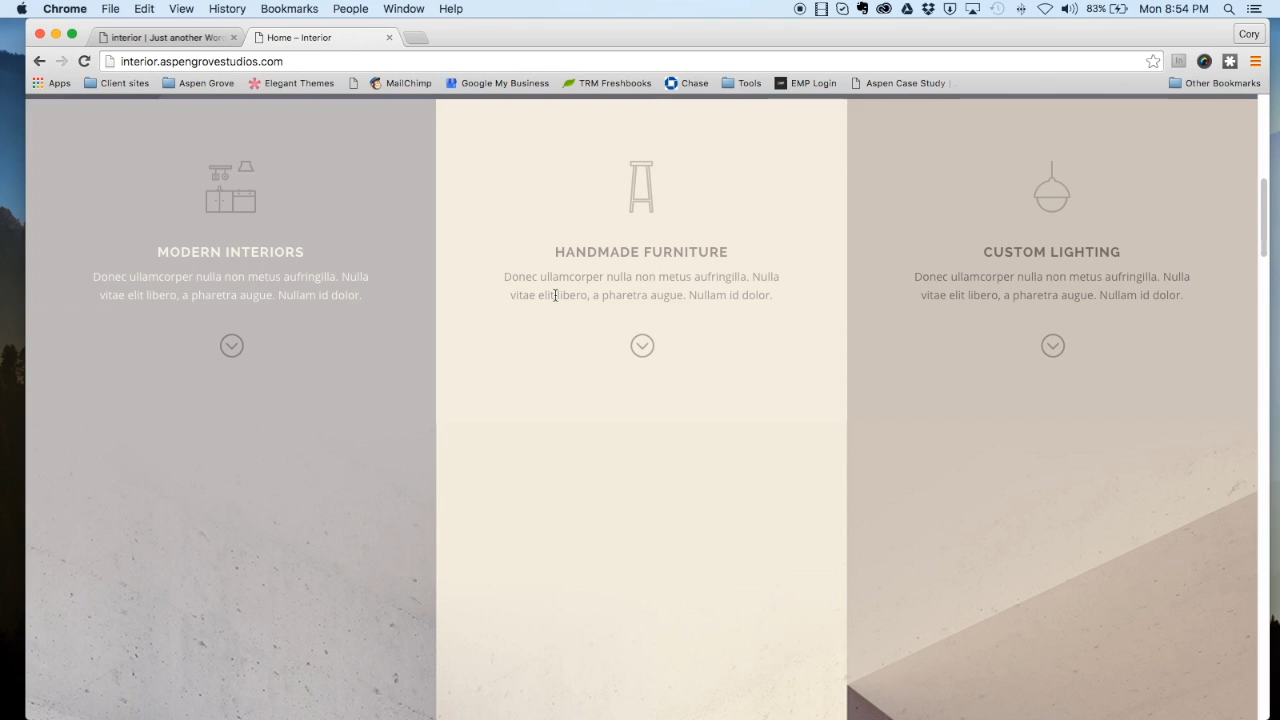 Chrome File Edit View History Bookmarks People Window Help 83% Mon 8:54 PM
interior | Just another Wor Home – Interior Cory
interior.aspengrovestudios.com
Apps Client sites Aspen Grove Elegant Themes MailChimp Google My Business TRM Freshbooks Chase Tools EMP Login Aspen Case Study | Other Bookmarks
MODERN INTERIORS
Donec ullamcorper nulla non metus aufringilla. Nulla
vitae elit libero, a pharetra augue. Nullam id dolor.
HANDMADE FURNITURE
Donec ullamcorper nulla non metus aufringilla. Nulla
vitae elit libero, a pharetra augue. Nullam id dolor.
CUSTOM LIGHTING
Donec ullamcorper nulla non metus aufringilla. Nulla
vitae elit libero, a pharetra augue. Nullam id dolor.